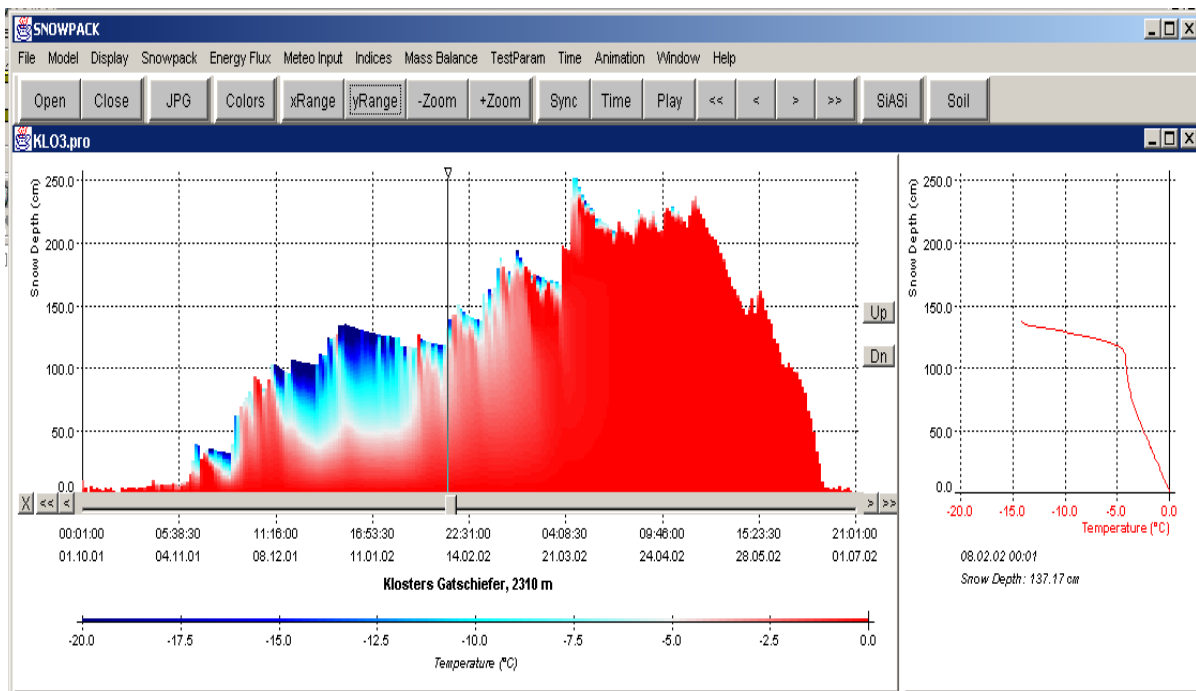 SNOWPACK
File Model Display Snowpack Energy Flux Meteo Input Indices Mass Balance TestParam Time Animation Window Help
Open Close JPG Colors xRange yRange -Zoom +Zoom Sync Time Play << < > >> SiASi Soil
KLO3.pro
Snow Depth (cm)
250.0
200.0
150.0
100.0
50.0
0.0
Up
Dn
X << < > >>
00:01:00 05:38:30 11:16:00 16:53:30 22:31:00 04:08:30 09:46:00 15:23:30 21:01:00
01.10.01 04.11.01 08.12.01 11.01.02 14.02.02 21.03.02 24.04.02 28.05.02 01.07.02
Klosters Gatschiefer, 2310 m
-20.0 -17.5 -15.0 -12.5 -10.0 -7.5 -5.0 -2.5 0.0
Temperature (°C)
Snow Depth (cm)
250.0
200.0
150.0
100.0
50.0
0.0
-20.0 -15.0 -10.0 -5.0 0.0
Temperature (°C)
08.02.02 00:01
Snow Depth: 137.17 cm